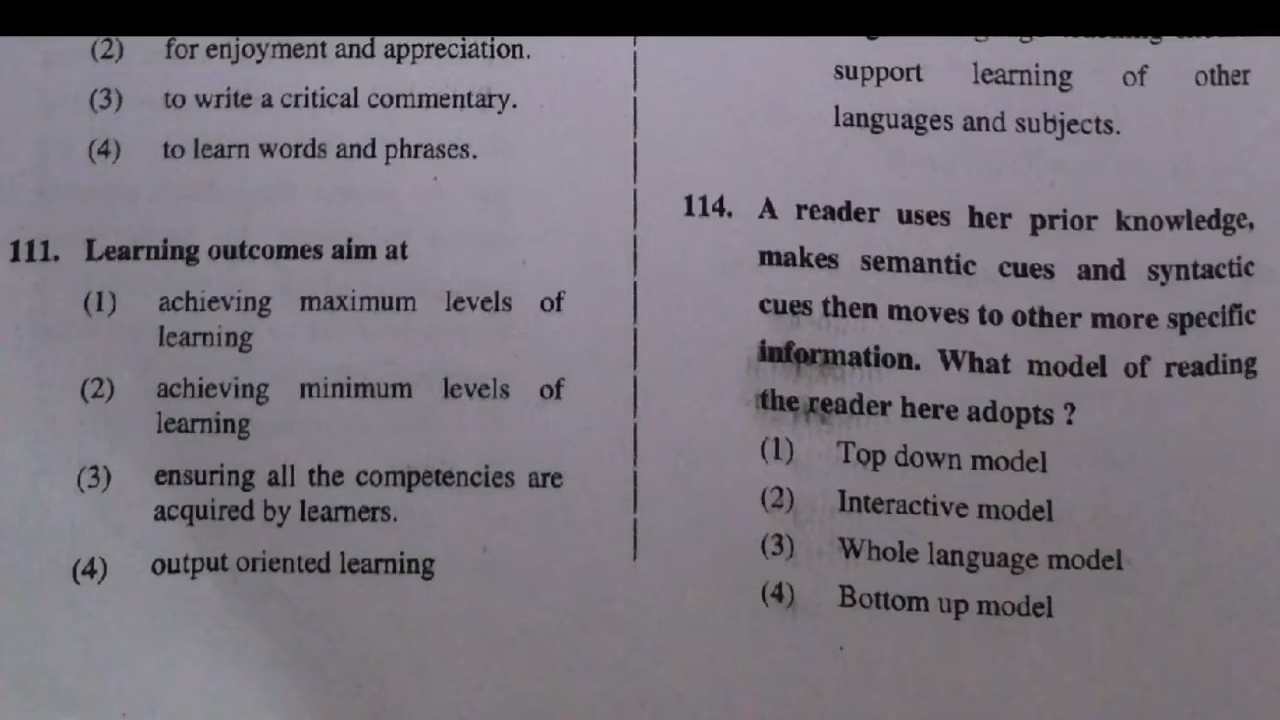 (2) for enjoyment and appreciation.
(3) to write a critical commentary.
(4) to learn words and phrases.
111. Learning outcomes aim at
(1) achieving maximum levels of
learning
(2) achieving minimum levels of
learning
(3) ensuring all the competencies are
acquired by learners.
(4) output oriented learning
support learning of other
languages and subjects.
114. A reader uses her prior knowledge,
makes semantic cues and syntactic
cues then moves to other more specific
information. What model of reading
the reader here adopts ?
(1) Top down model
(2) Interactive model
(3) Whole language model
(4) Bottom up model